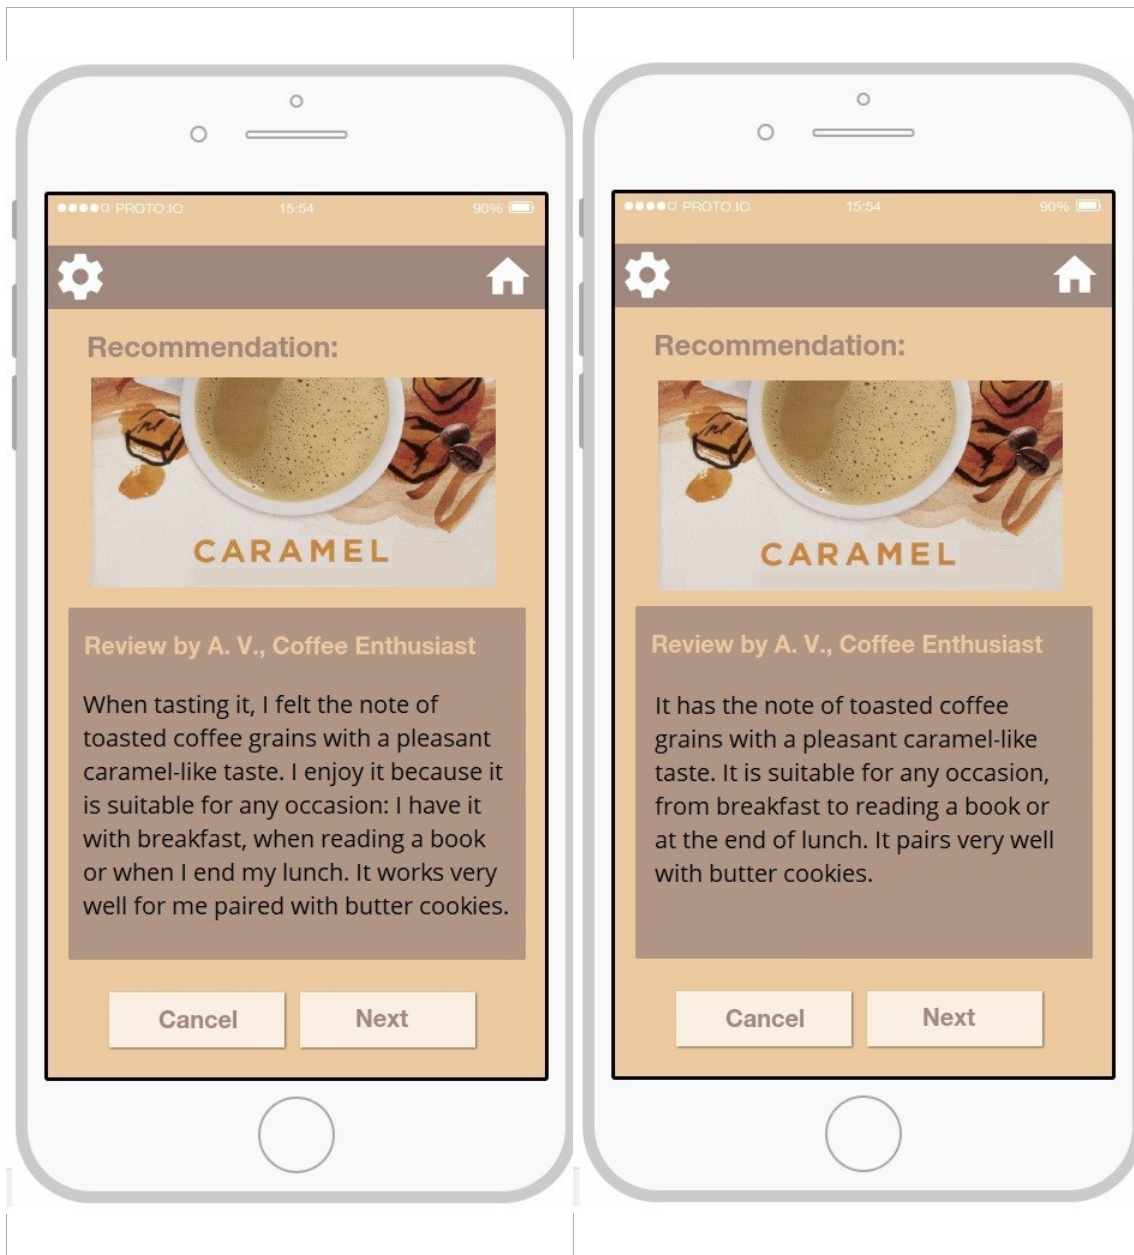 ●●●●○ PROTO.IO 15:54 90%
Recommendation:
CARAMEL
Review by A. V., Coffee Enthusiast
When tasting it, I felt the note of
toasted coffee grains with a pleasant
caramel-like taste. I enjoy it because it
is suitable for any occasion: I have it
with breakfast, when reading a book
or when I end my lunch. It works very
well for me paired with butter cookies.
Cancel Next
●●●●○ PROTO.IO 15:54 90%
Recommendation:
CARAMEL
Review by A. V., Coffee Enthusiast
It has the note of toasted coffee
grains with a pleasant caramel-like
taste. It is suitable for any occasion,
from breakfast to reading a book or
at the end of lunch. It pairs very well
with butter cookies.
Cancel Next